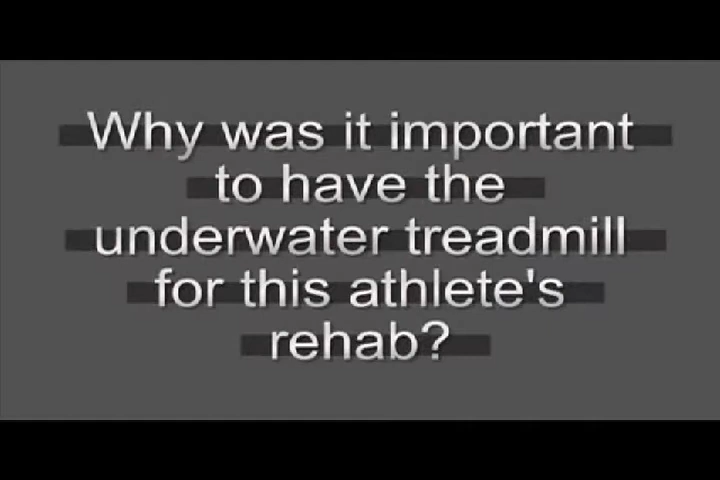 Why was it important
to have the
underwater treadmill
for this athlete's
rehab?